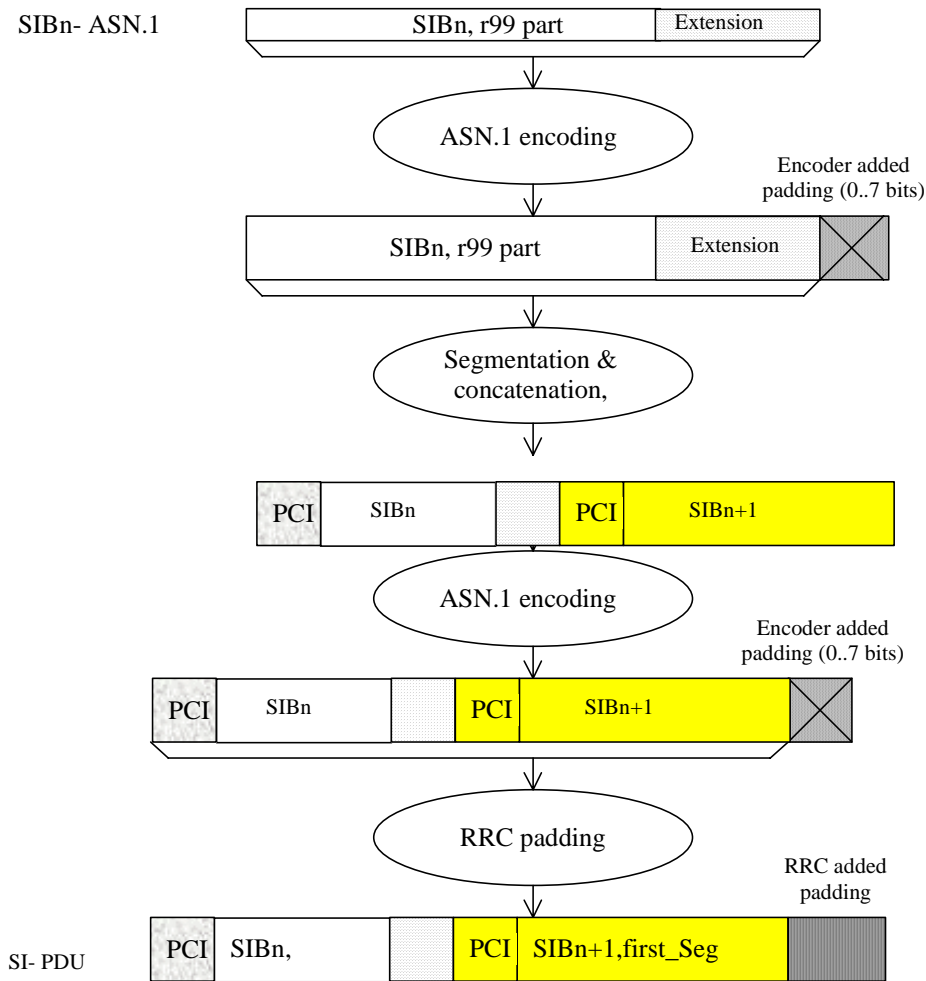 SIBn- ASN.1
SIBn, r99 part
Extension
ASN.1 encoding
Encoder added
padding (0..7 bits)
SIBn, r99 part
Extension
Segmentation &
concatenation,
PCI
SIBn
PCI
SIBn+1
ASN.1 encoding
Encoder added
padding (0..7 bits)
PCI
SIBn
PCI
SIBn+1
RRC padding
RRC added
padding
SI- PDU
PCI
SIBn,
PCI
SIBn+1,first_Seg